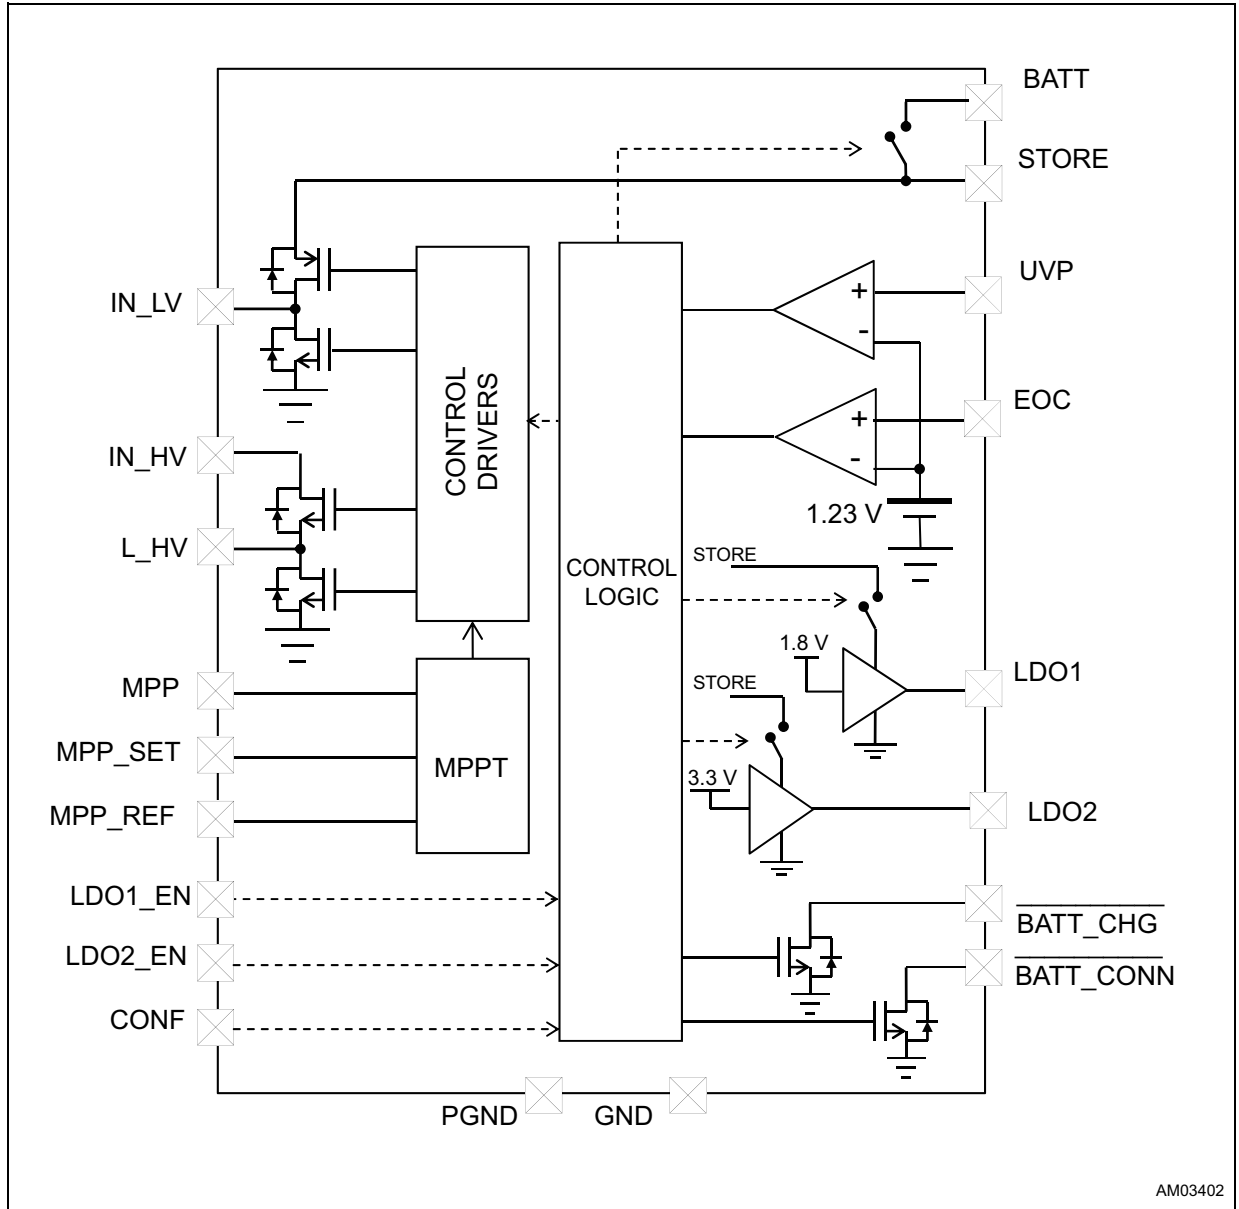 BATT
STORE
UVP
IN_LV
+
-
CONTROL
DRIVERS
EOC
+
-
IN_HV
1.23 V
L_HV
STORE
CONTROL
LOGIC
1.8 V
LDO1
MPP
STORE
MPP_SET
MPPT
3.3 V
MPP_REF
LDO2
LDO1_EN
BATT_CHG
LDO2_EN
BATT_CONN
CONF
PGND
GND
AM03402